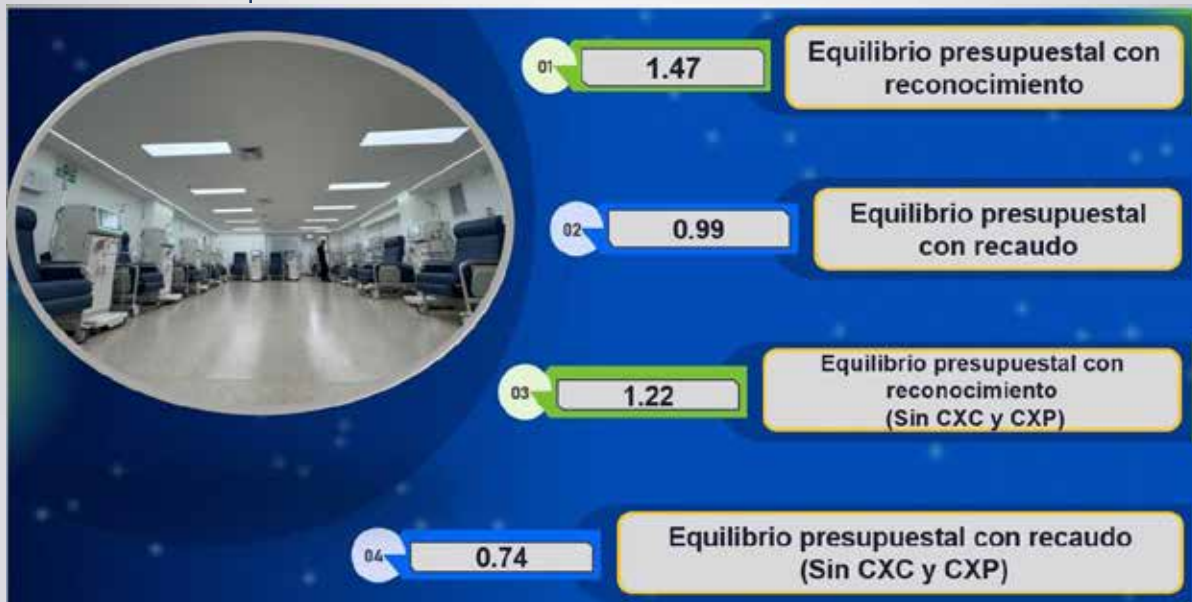 01
1.47
Equilibrio presupuestal con
reconocimiento
02
0.99
Equilibrio presupuestal
con recaudo
03
1.22
Equilibrio presupuestal con
reconocimiento
(Sin CXC y CXP)
04
0.74
Equilibrio presupuestal con recaudo
(Sin CXC y CXP)